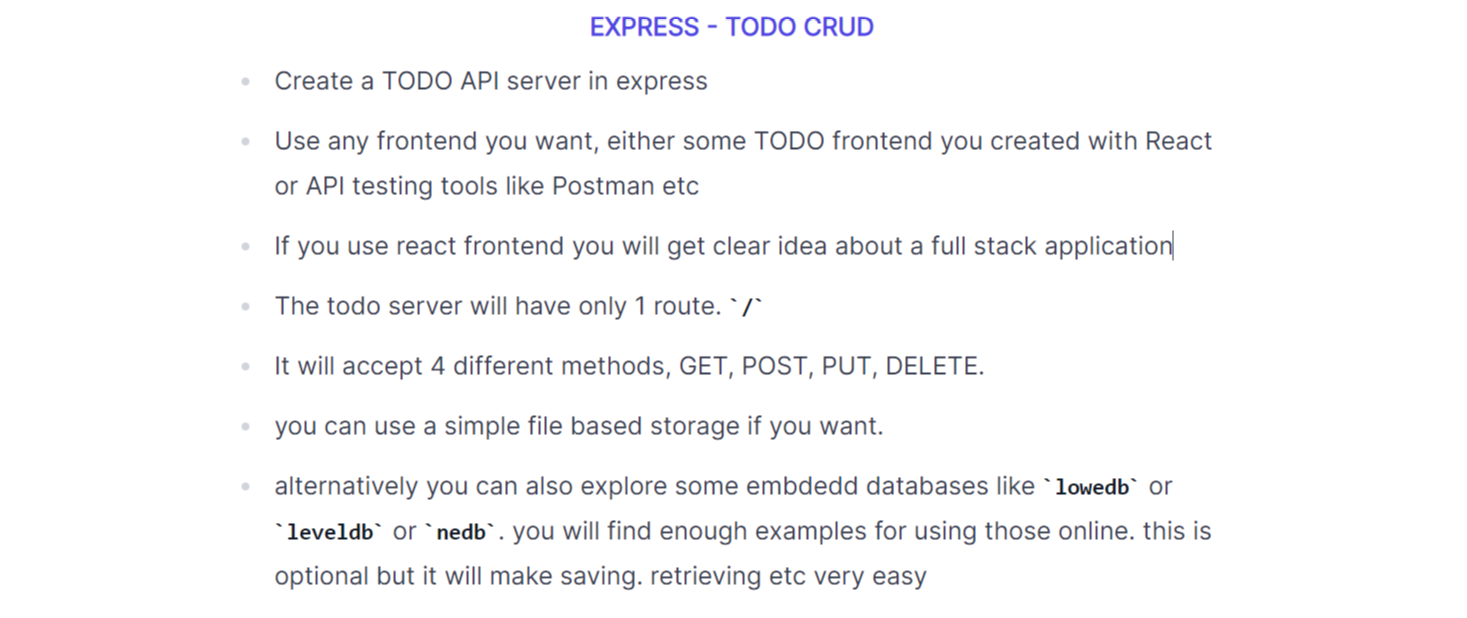 EXPRESS - TODO CRUD
Create a TODO API server in express
Use any frontend you want, either some TODO frontend you created with React
or API testing tools like Postman etc
If you use react frontend you will get clear idea about a full stack application
The todo server will have only 1 route. `/`
It will accept 4 different methods, GET, POST, PUT, DELETE.
you can use a simple file based storage if you want.
alternatively you can also explore some embdedd databases like `lowedb` or
`leveldb` or `nedb`. you will find enough examples for using those online. this is
optional but it will make saving. retrieving etc very easy